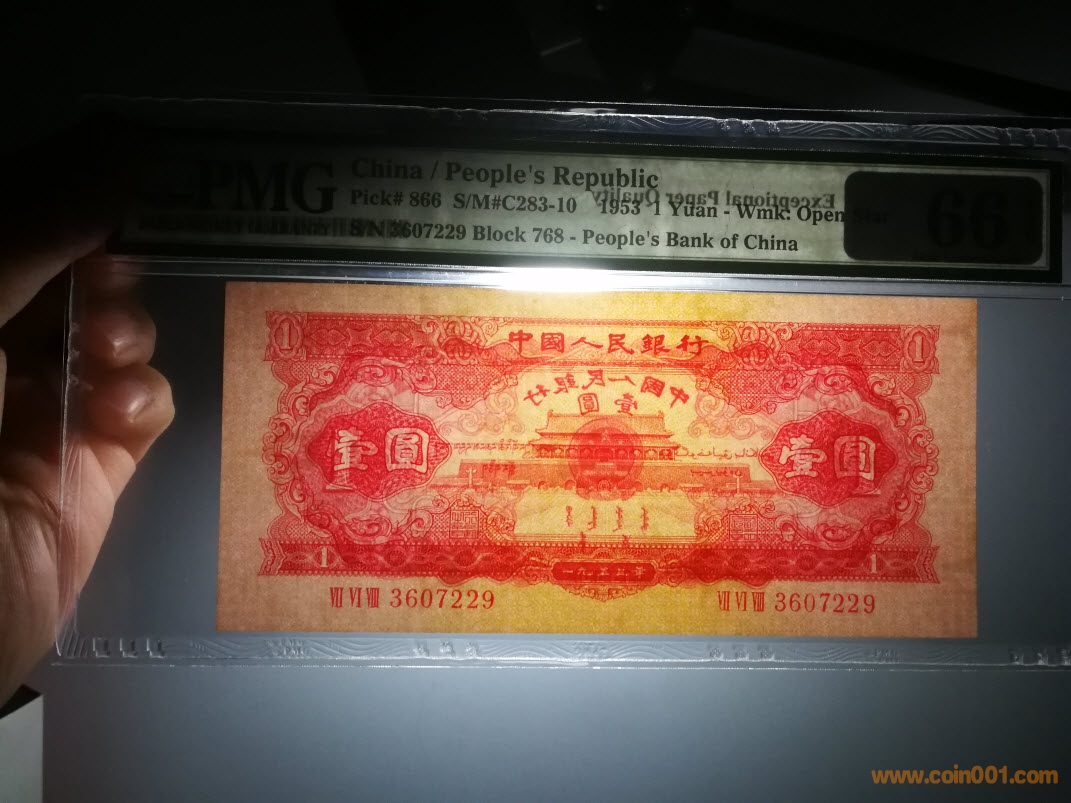 PMG
China / People's Republic
Pick# 866 S/M#C283-10 1953 1 Yuan - Wmk: Open Star
S/N 3607229 Block 768 - People's Bank of China
Exceptional Paper Quality
66
1 中國人民銀行 1
中國人民銀行
壹圓
壹圓 壹圓
1 一九五三年 1
VII VI VIII 3607229 VII VI VIII 3607229
www.coin001.com